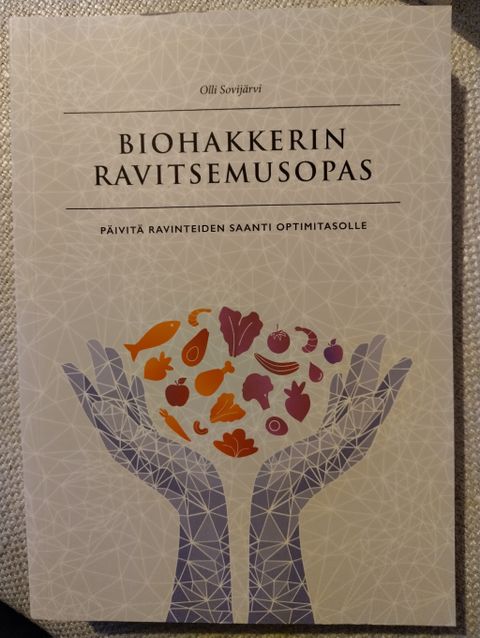 Olli Sovijärvi
BIOHAKKERIN
RAVITSEMUSOPAS
PÄIVITÄ RAVINTEIDEN SAANTI OPTIMITASOLLE